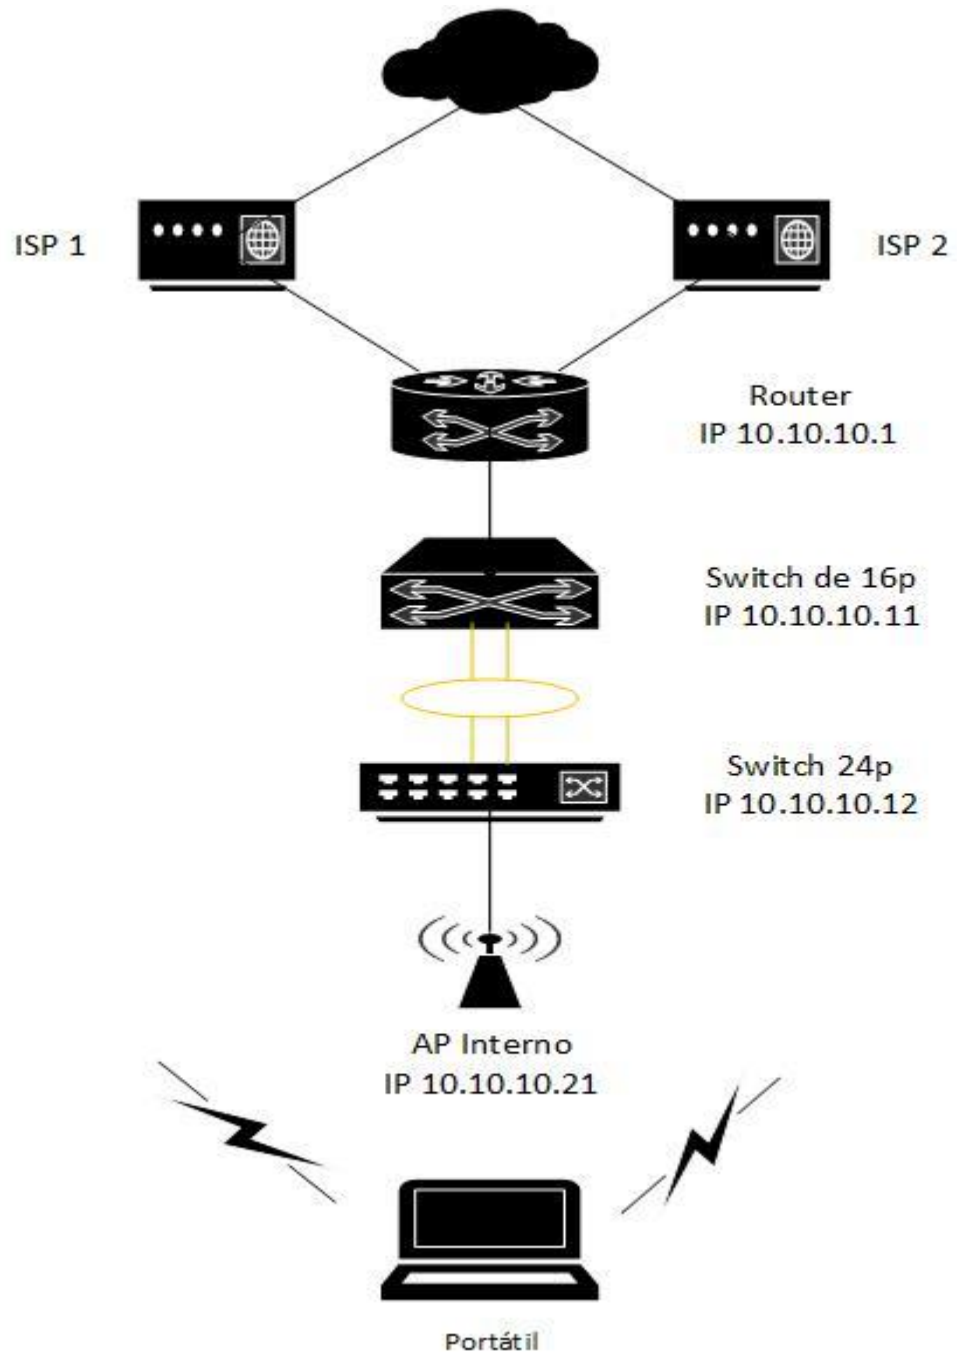 ISP 1
ISP 2
Router
IP 10.10.10.1
Switch de 16p
IP 10.10.10.11
Switch 24p
IP 10.10.10.12
AP Interno
IP 10.10.10.21
Portátil